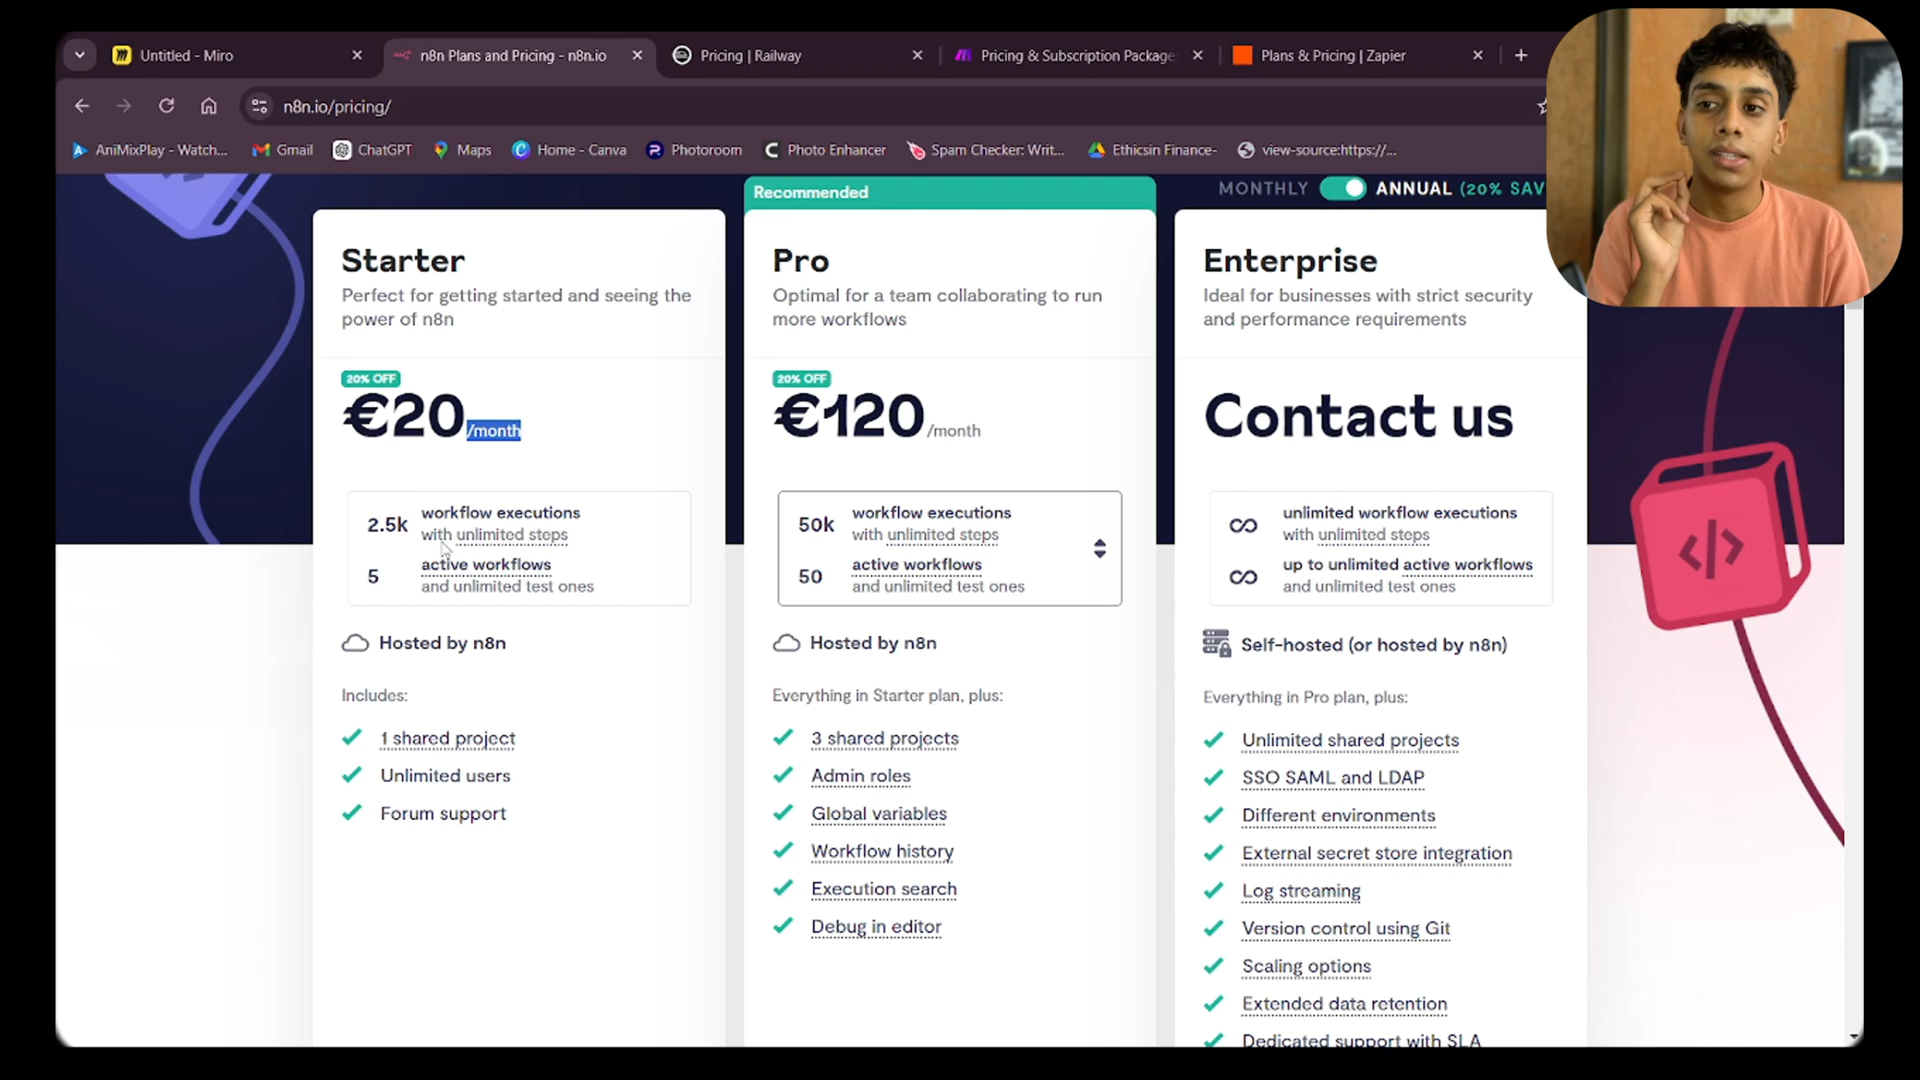 Untitled - Miro
n8n Plans and Pricing - n8n.io
Pricing | Railway
Pricing & Subscription Package
Plans & Pricing | Zapier
n8n.io/pricing/
AniMixPlay - Watch...
Gmail
ChatGPT
Maps
Home - Canva
Photoroom
Photo Enhancer
Spam Checker: Writ...
Ethicsin Finance-
view-source:https://...
MONTHLY
ANNUAL (20% SAV
Starter
Perfect for getting started and seeing the
power of n8n
20% OFF
€20/month
2.5k
workflow executions
with unlimited steps
5
active workflows
and unlimited test ones
Hosted by n8n
Includes:
1 shared project
Unlimited users
Forum support
Recommended
Pro
Optimal for a team collaborating to run
more workflows
20% OFF
€120/month
50k
workflow executions
with unlimited steps
50
active workflows
and unlimited test ones
Hosted by n8n
Everything in Starter plan, plus:
3 shared projects
Admin roles
Global variables
Workflow history
Execution search
Debug in editor
Enterprise
Ideal for businesses with strict security
and performance requirements
Contact us
∞
unlimited workflow executions
with unlimited steps
∞
up to unlimited active workflows
and unlimited test ones
Self-hosted (or hosted by n8n)
Everything in Pro plan, plus:
Unlimited shared projects
SSO SAML and LDAP
Different environments
External secret store integration
Log streaming
Version control using Git
Scaling options
Extended data retention
Dedicated support with SLA